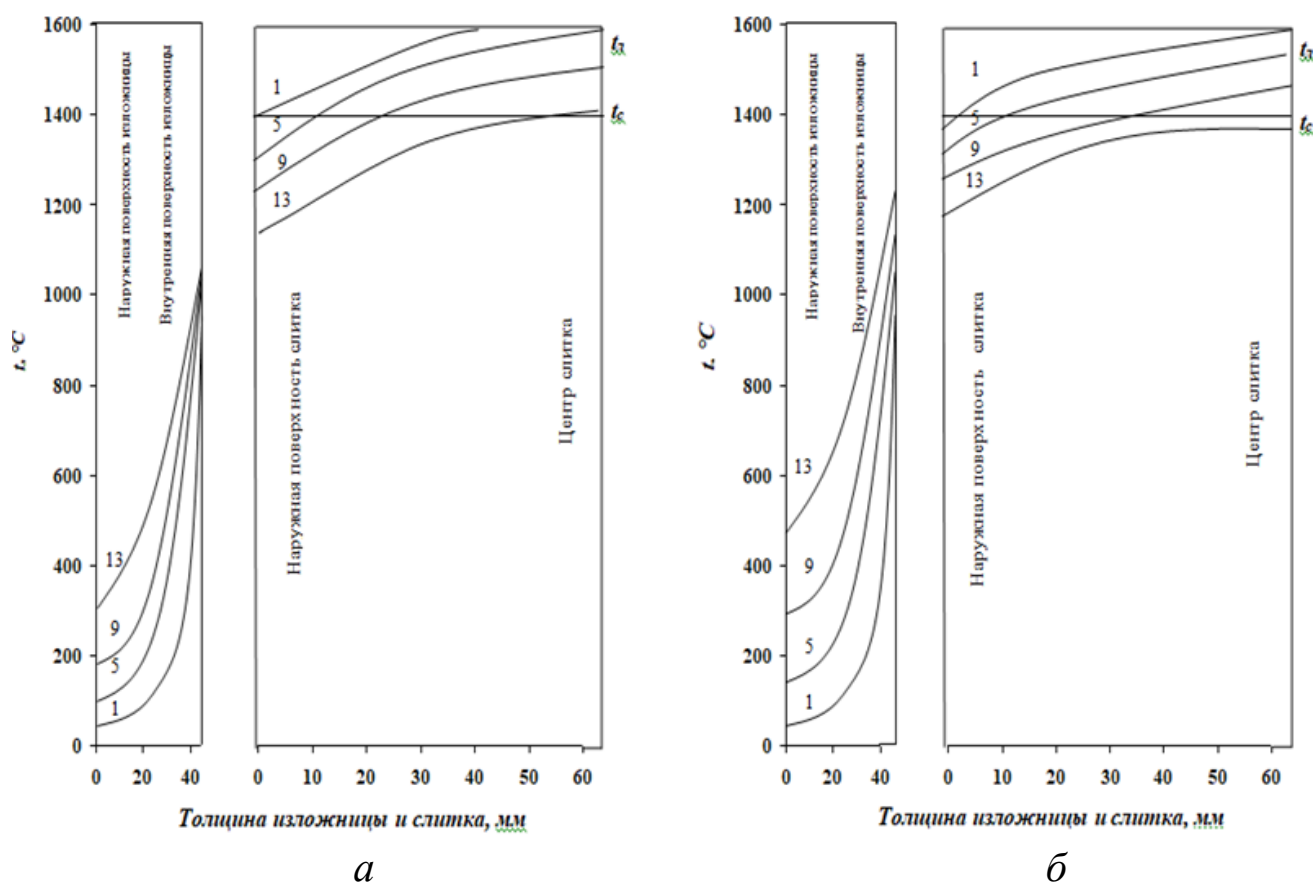 1600
1400
1200
1000
800
600
400
200
0
t, °C
Наружная поверхность изложницы
Внутренняя поверхность изложницы
13
9
5
1
0 20 40
1
5
9
13
tз
tс
Наружная поверхность слитка
Центр слитка
0 10 20 30 40 50 60
Толщина изложницы и слитка, мм
а
1600
1400
1200
1000
800
600
400
200
0
t, °C
Наружная поверхность изложницы
Внутренняя поверхность изложницы
13
9
5
1
0 20 40
1
5
9
13
tз
tс
Наружная поверхность слитка
Центр слитка
0 10 20 30 40 50 60
Толщина изложницы и слитка, мм
б